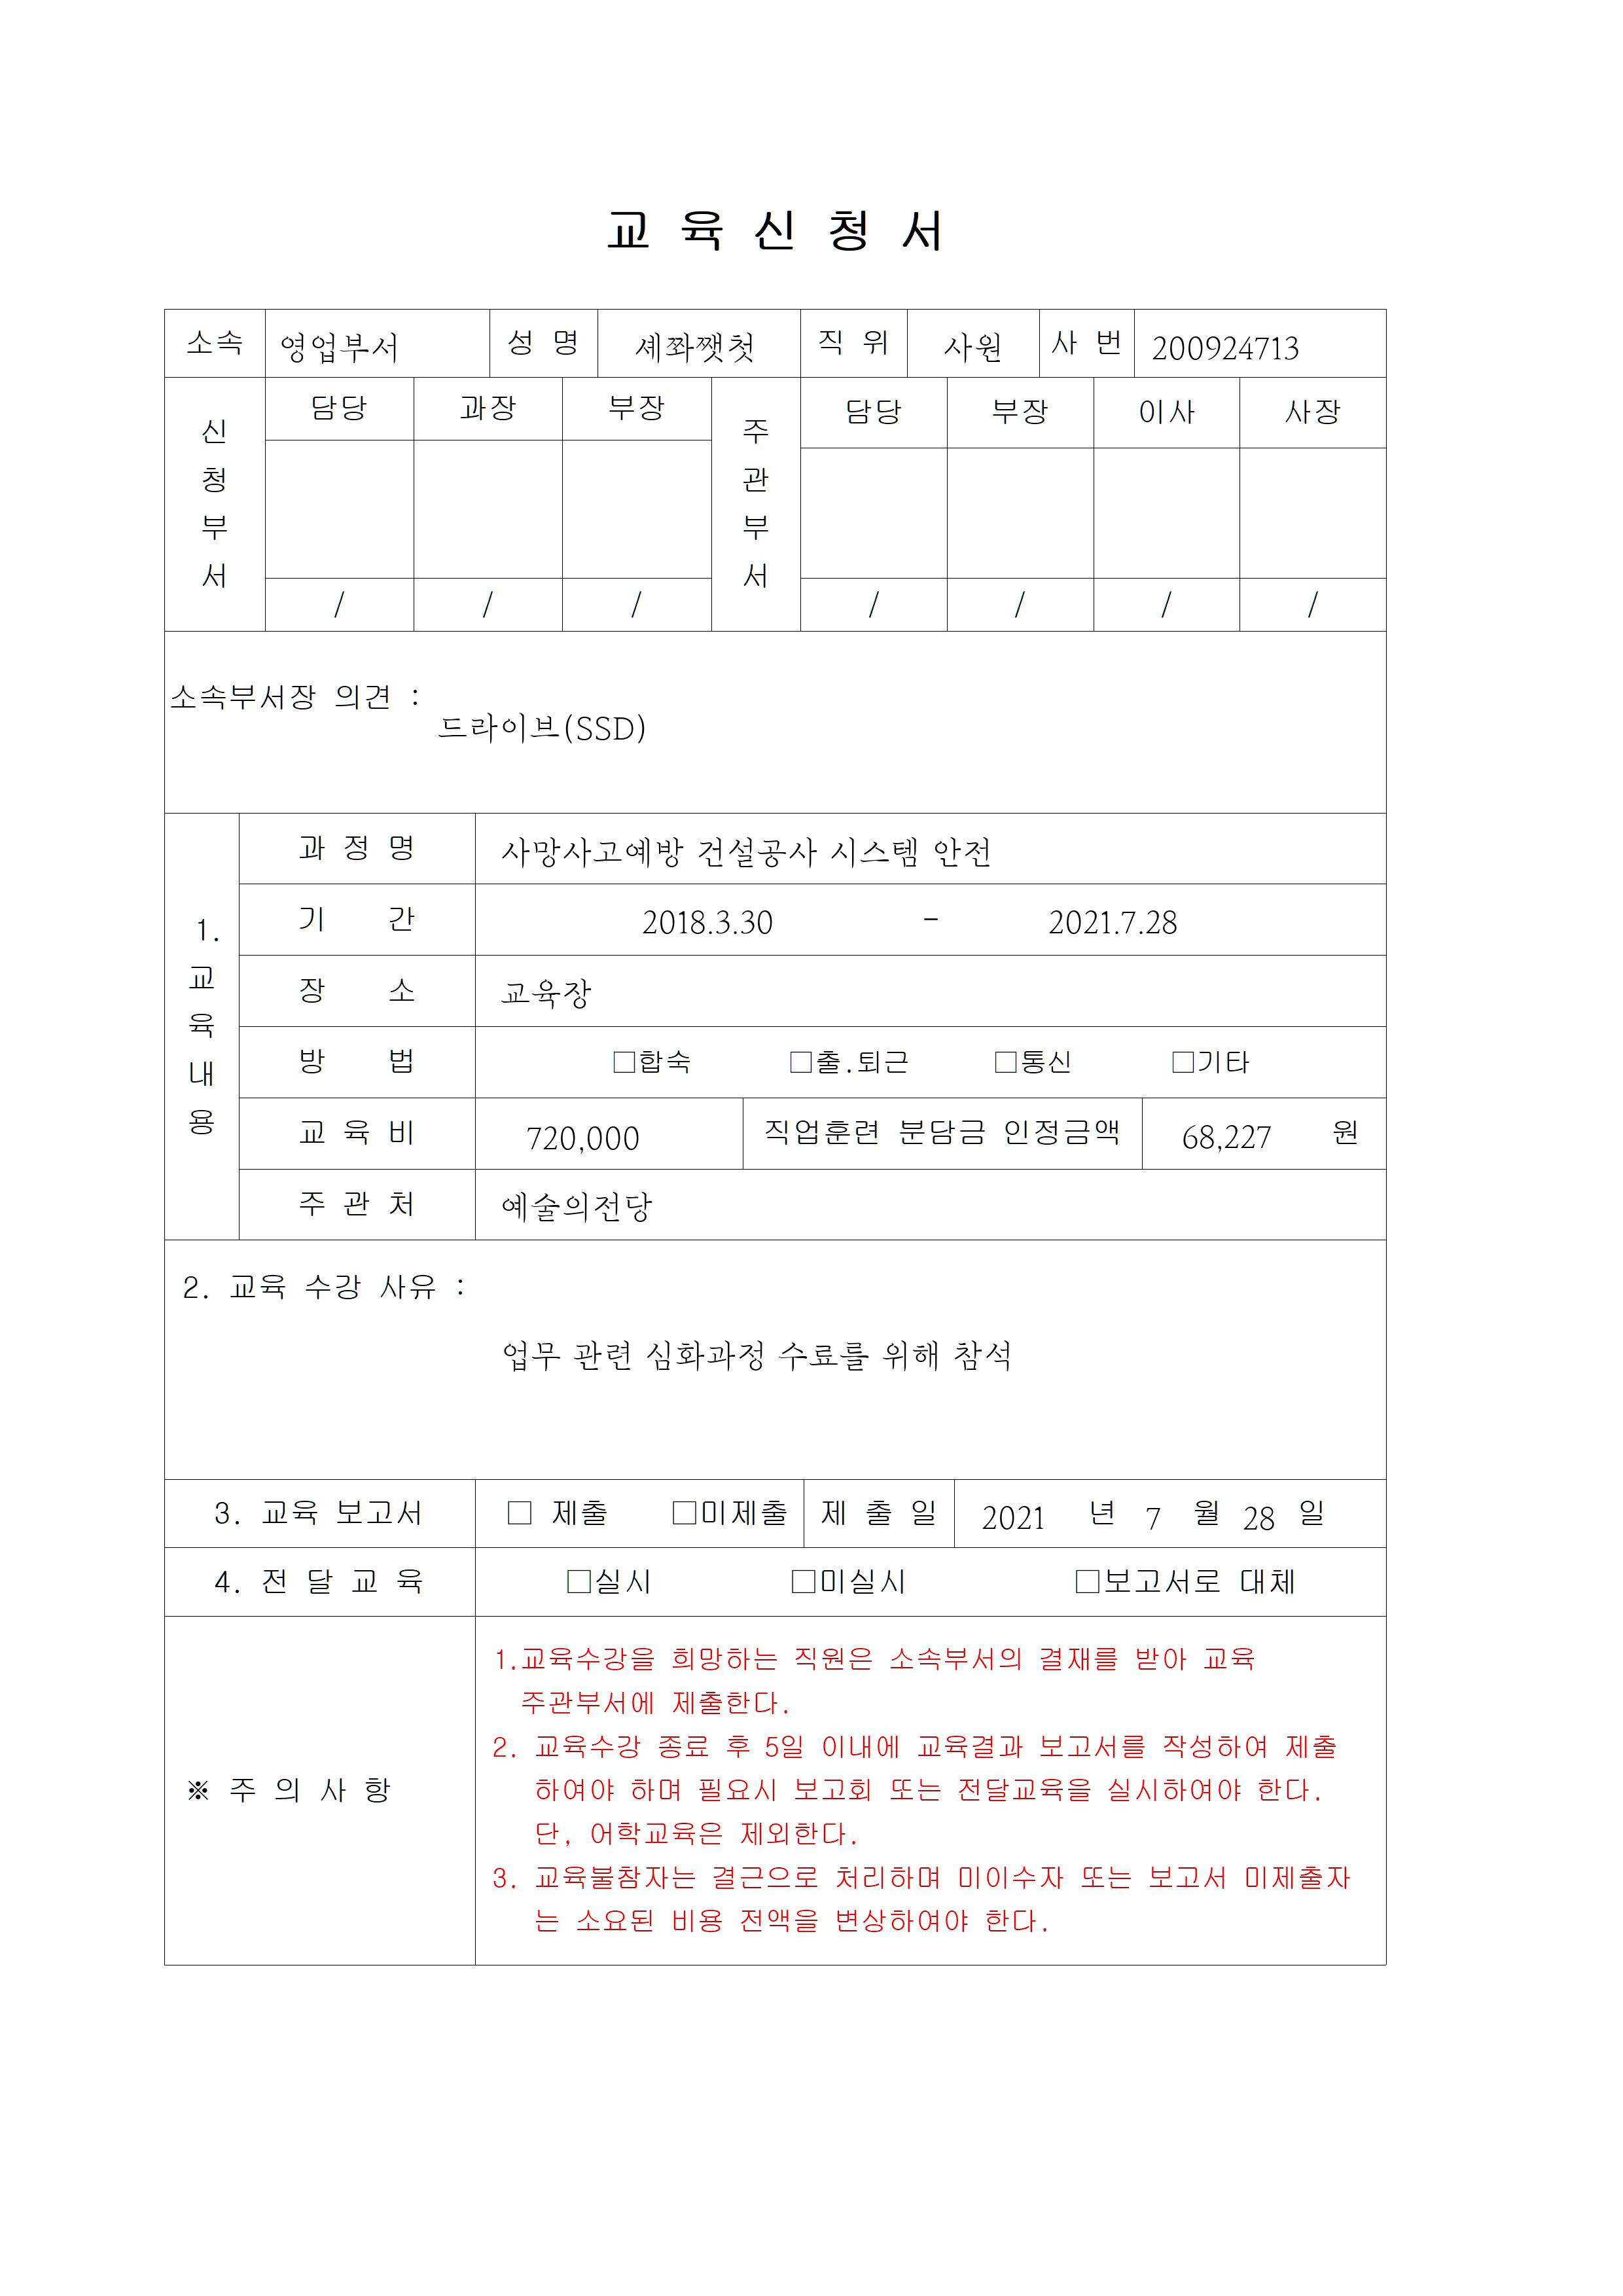 교 육 신 청 서
소속 영업부서 성 명 셰쫘쨋첫 직 위 사원 사 번 200924713
신청부서 담당 과장 부장 주관부서 담당 부장 이사 사장
/ / / / / / /
소속부서장 의견 :
드라이브(SSD)
1. 교육내용
과 정 명 사망사고예방 건설공사 시스템 안전
기 간 2018.3.30 - 2021.7.28
장 소 교육장
방 법 □합숙 □출.퇴근 □통신 □기타
교 육 비 720,000 직업훈련 분담금 인정금액 68,227 원
주 관 처 예술의전당
2. 교육 수강 사유 :
업무 관련 심화과정 수료를 위해 참석
3. 교육 보고서 □ 제출 □미제출 제 출 일 2021 년 7 월 28 일
4. 전 달 교 육 □실시 □미실시 □보고서로 대체
※ 주 의 사 항
1.교육수강을 희망하는 직원은 소속부서의 결재를 받아 교육
주관부서에 제출한다.
2. 교육수강 종료 후 5일 이내에 교육결과 보고서를 작성하여 제출
하여야 하며 필요시 보고회 또는 전달교육을 실시하여야 한다.
단, 어학교육은 제외한다.
3. 교육불참자는 결근으로 처리하며 미이수자 또는 보고서 미제출자
는 소요된 비용 전액을 변상하여야 한다.